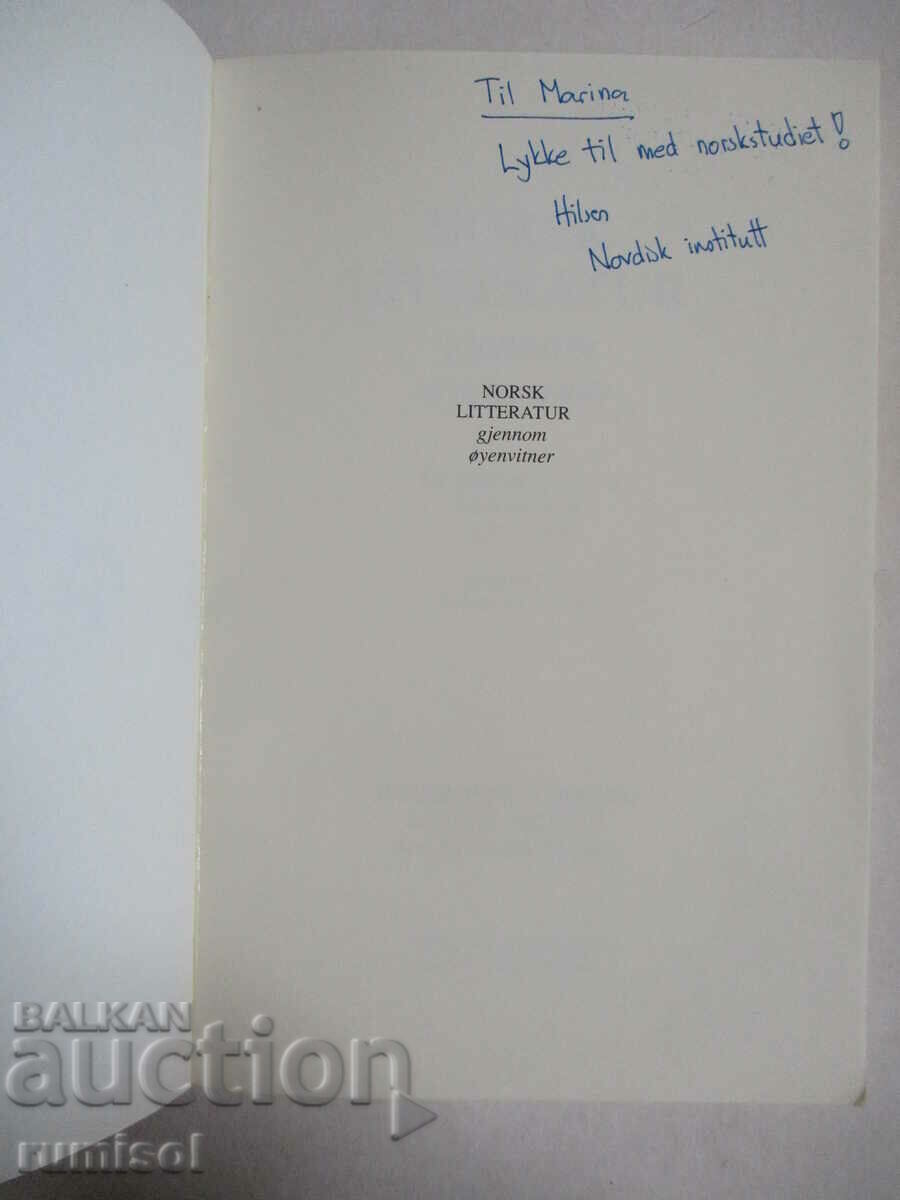 Til Marina
Lykke til med norskstudiet!
Hilsen
Nordisk institutt
NORSK
LITTERATUR
gjennom
øyenvitner
BALKAN
auction
rumisol